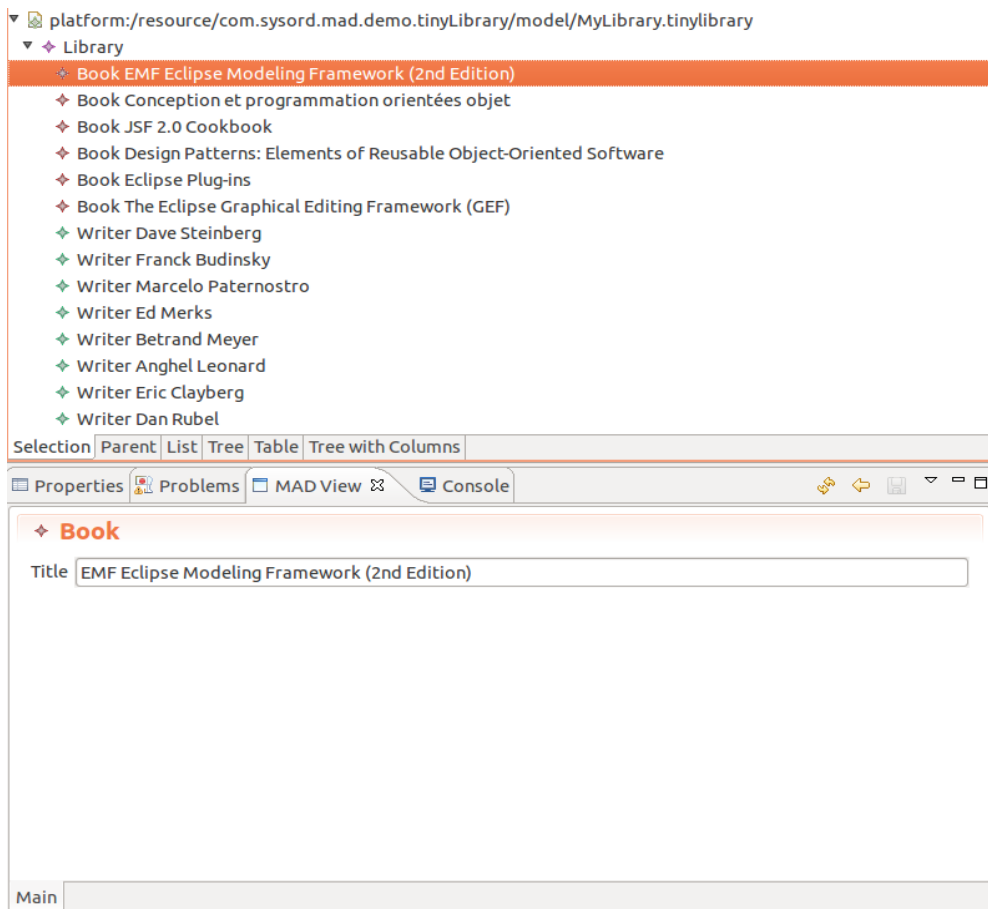 platform:/resource/com.sysord.mad.demo.tinyLibrary/model/MyLibrary.tinylibrary
Library
Book EMF Eclipse Modeling Framework (2nd Edition)
Book Conception et programmation orientées objet
Book JSF 2.0 Cookbook
Book Design Patterns: Elements of Reusable Object-Oriented Software
Book Eclipse Plug-ins
Book The Eclipse Graphical Editing Framework (GEF)
Writer Dave Steinberg
Writer Franck Budinsky
Writer Marcelo Paternostro
Writer Ed Merks
Writer Betrand Meyer
Writer Anghel Leonard
Writer Eric Clayberg
Writer Dan Rubel
Selection Parent List Tree Table Tree with Columns
Properties Problems MAD View Console
Book
Title EMF Eclipse Modeling Framework (2nd Edition)
Main